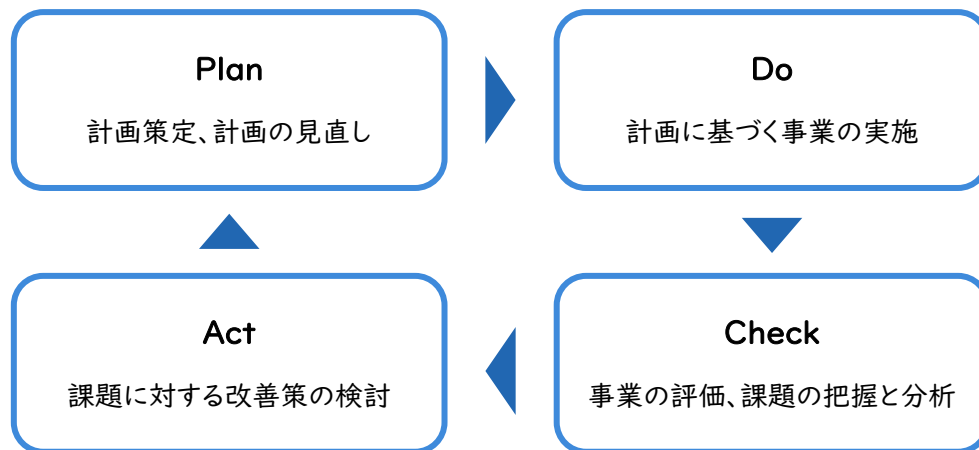 Plan
計画策定、計画の見直し
Do
計画に基づく事業の実施
Act
課題に対する改善策の検討
Check
事業の評価、課題の把握と分析